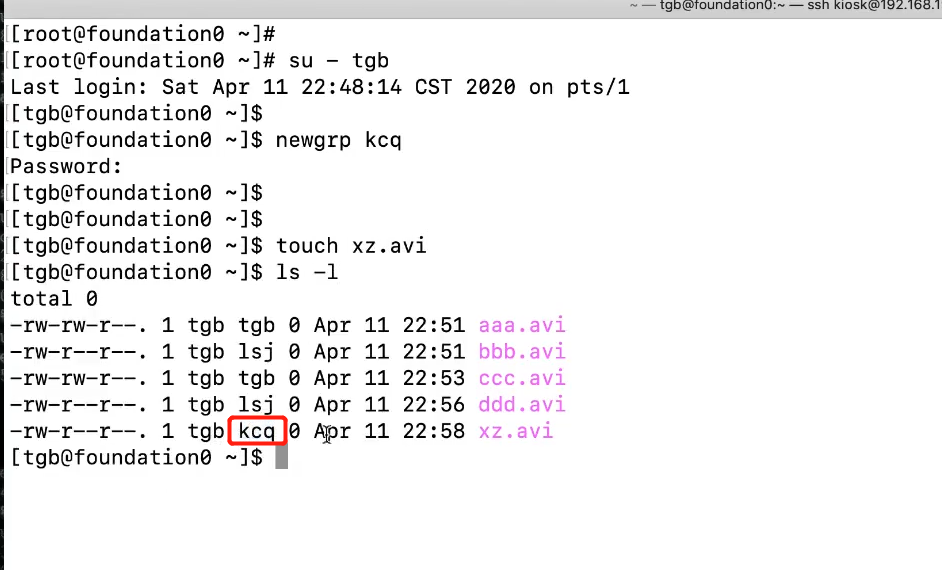 ~ — tgb@foundation0:~ — ssh kiosk@192.168.1
[root@foundation0 ~]#
[root@foundation0 ~]# su - tgb
Last login: Sat Apr 11 22:48:14 CST 2020 on pts/1
[tgb@foundation0 ~]$
[tgb@foundation0 ~]$ newgrp kcq
Password:
[tgb@foundation0 ~]$
[tgb@foundation0 ~]$
[tgb@foundation0 ~]$ touch xz.avi
[tgb@foundation0 ~]$ ls -l
total 0
-rw-rw-r--. 1 tgb tgb 0 Apr 11 22:51 aaa.avi
-rw-rw-r--. 1 tgb lsj 0 Apr 11 22:51 bbb.avi
-rw-rw-r--. 1 tgb tgb 0 Apr 11 22:53 ccc.avi
-rw-rw-r--. 1 tgb lsj 0 Apr 11 22:56 ddd.avi
-rw-r--r--. 1 tgb kcq 0 Apr 11 22:58 xz.avi
[tgb@foundation0 ~]$